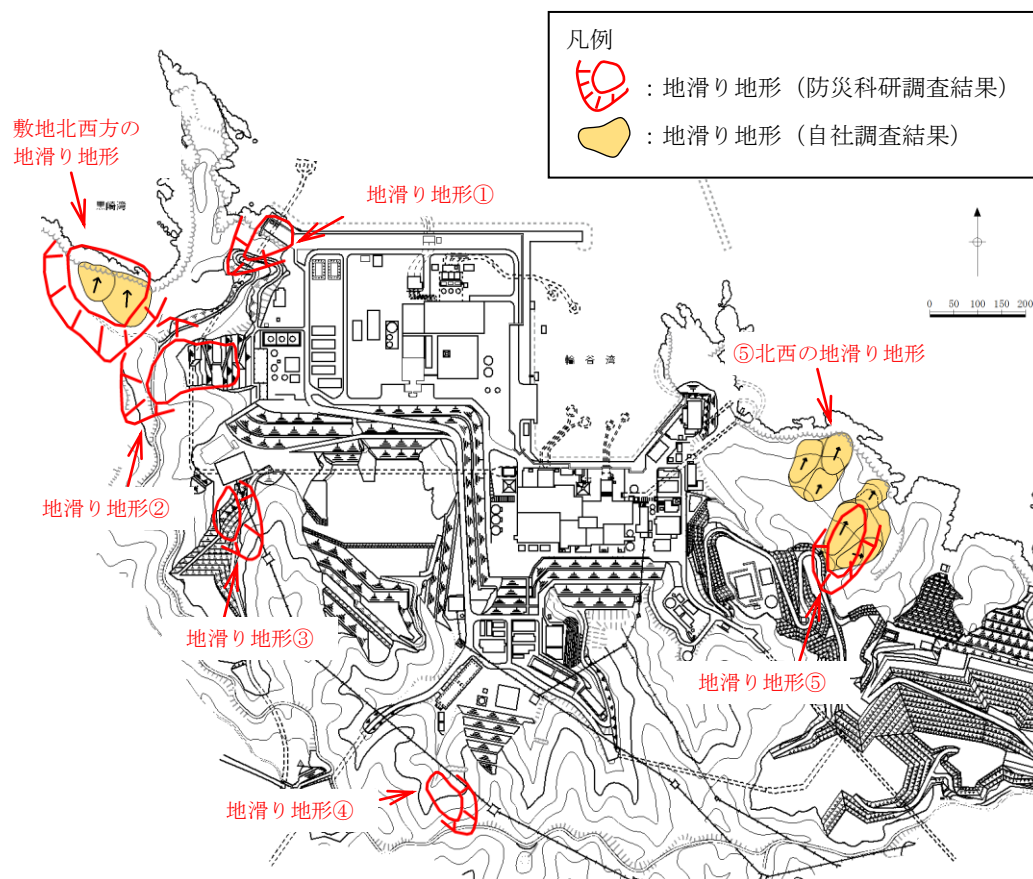 凡例
：地滑り地形（防災科研調査結果）
：地滑り地形（自社調査結果）
敷地北西方の
地滑り地形
黒崎湾
地滑り地形①
0 50 100 150 200
輪谷湾
⑤北西の地滑り地形
地滑り地形②
地滑り地形③
地滑り地形⑤
地滑り地形④